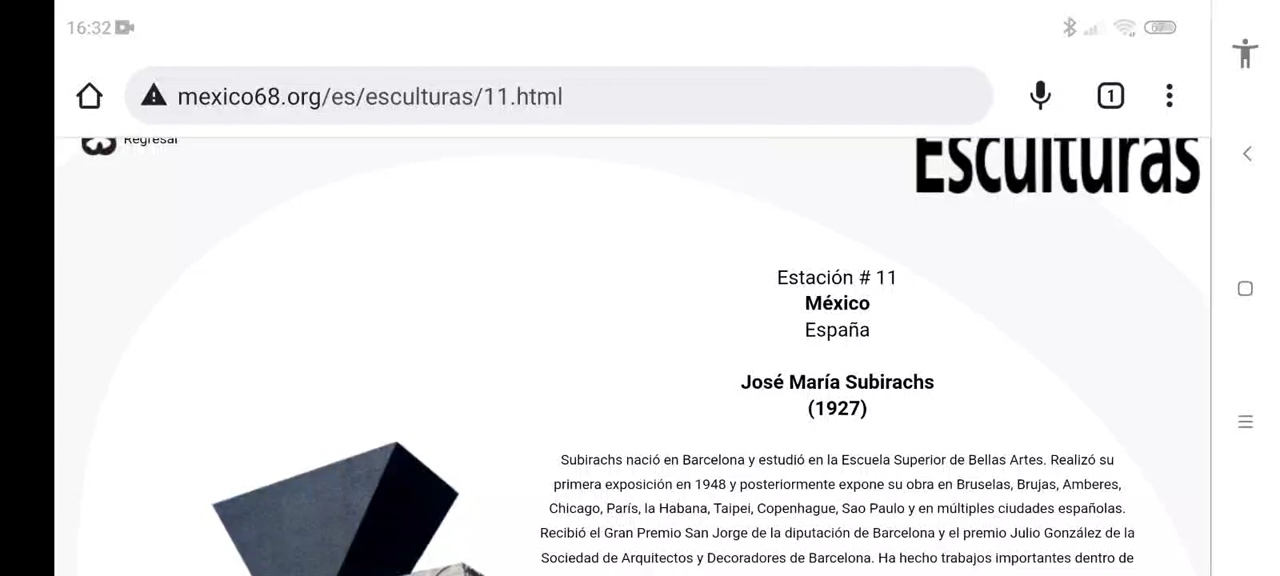 16:32
67
mexico68.org/es/esculturas/11.html
1
Regresar
Esculturas
Estación # 11
México
España
José María Subirachs
(1927)
Subirachs nació en Barcelona y estudió en la Escuela Superior de Bellas Artes. Realizó su
primera exposición en 1948 y posteriormente expone su obra en Bruselas, Brujas, Amberes,
Chicago, París, la Habana, Taipei, Copenhague, Sao Paulo y en múltiples ciudades españolas.
Recibió el Gran Premio San Jorge de la diputación de Barcelona y el premio Julio González de la
Sociedad de Arquitectos y Decoradores de Barcelona. Ha hecho trabajos importantes dentro de